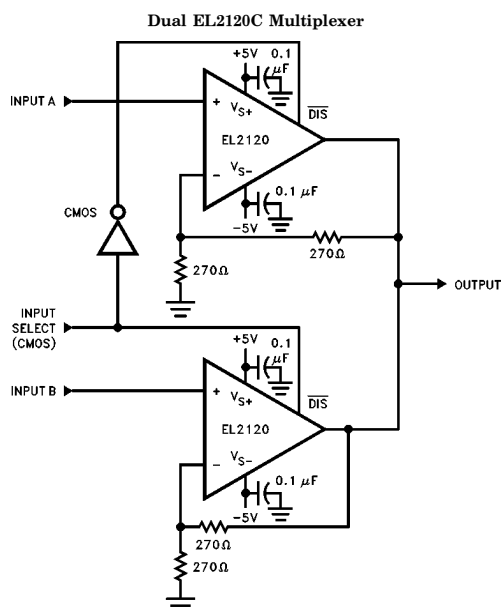 Dual EL2120C Multiplexer
+5V 0.1 μF
INPUT A
+
VS+
DIS
EL2120
VS−
−
0.1 μF
−5V
CMOS
270Ω
270Ω
OUTPUT
INPUT
SELECT
(CMOS)
+5V 0.1 μF
INPUT B
+
VS+
DIS
EL2120
VS−
−
0.1 μF
−5V
270Ω
270Ω